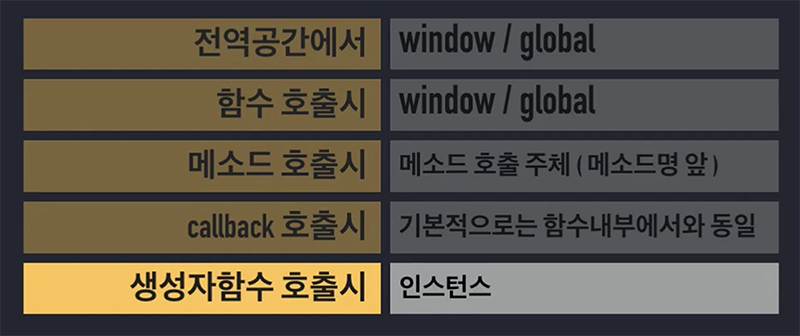 전역공간에서 window / global
함수 호출시 window / global
메소드 호출시 메소드 호출 주체 ( 메소드명 앞 )
callback 호출시 기본적으로는 함수내부에서와 동일
생성자함수 호출시 인스턴스